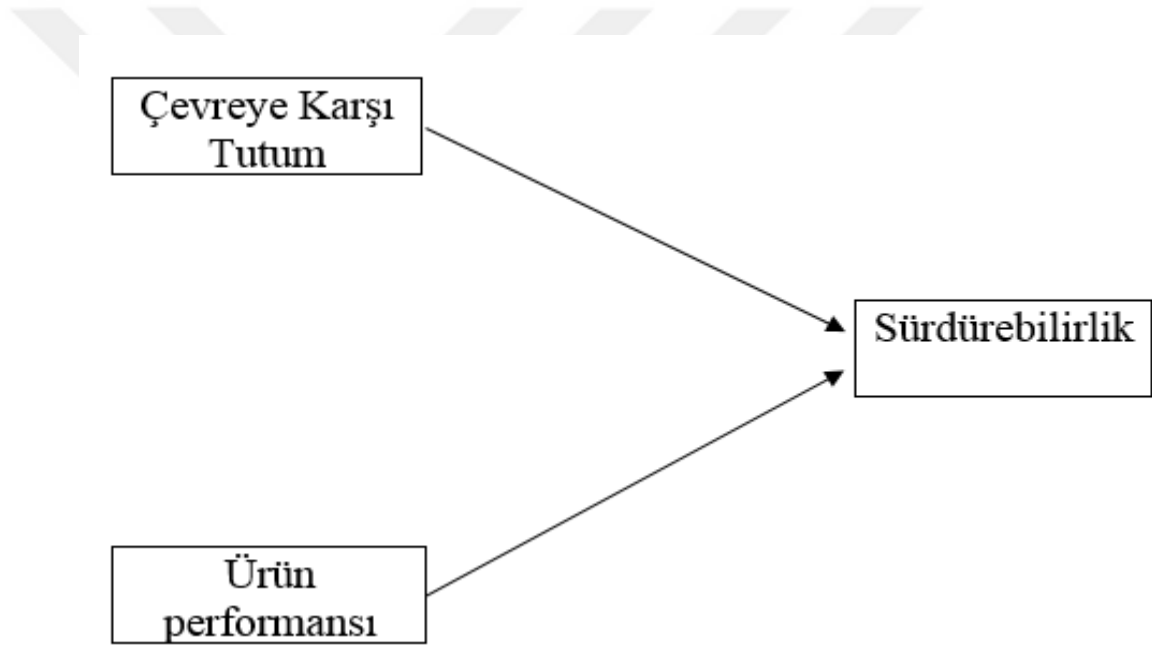 Çevreye Karşı
Tutum
Sürdürebilirlik
Ürün
performansı